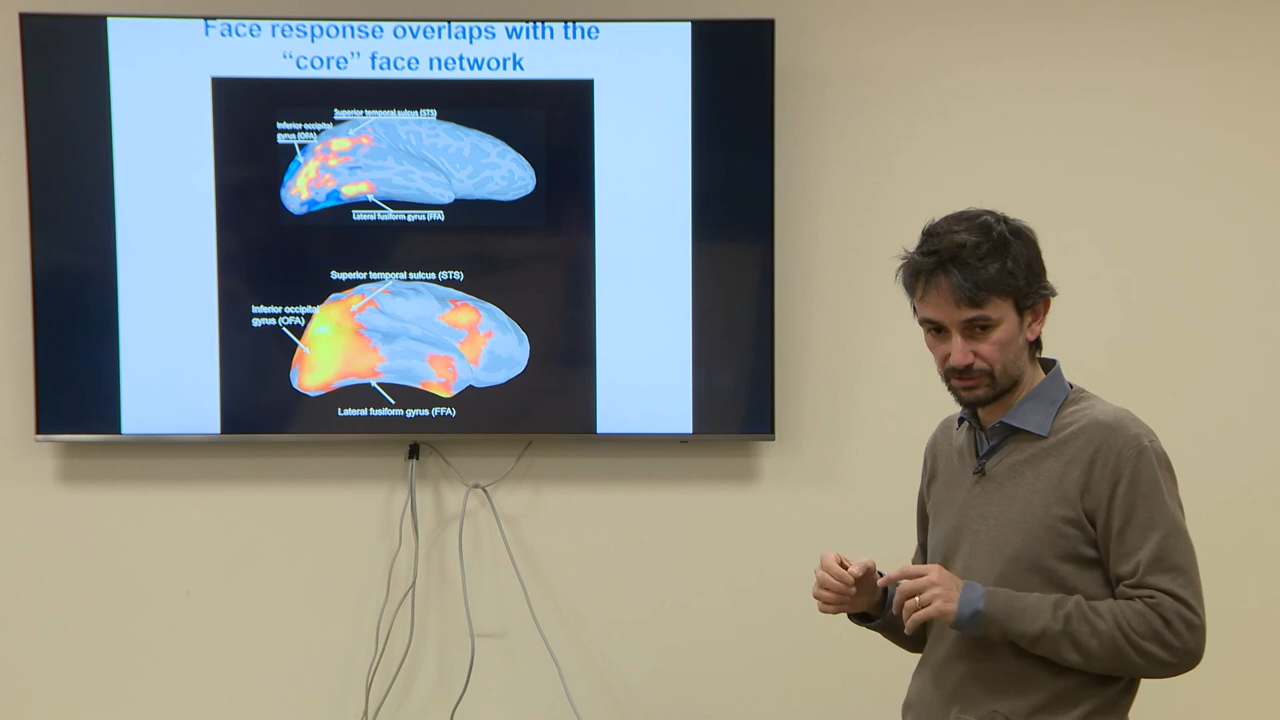 Face response overlaps with the
“core” face network
Superior temporal sulcus (STS)
Inferior occipital
gyrus (OFA)
Lateral fusiform gyrus (FFA)
Superior temporal sulcus (STS)
Inferior occipital
gyrus (OFA)
Lateral fusiform gyrus (FFA)